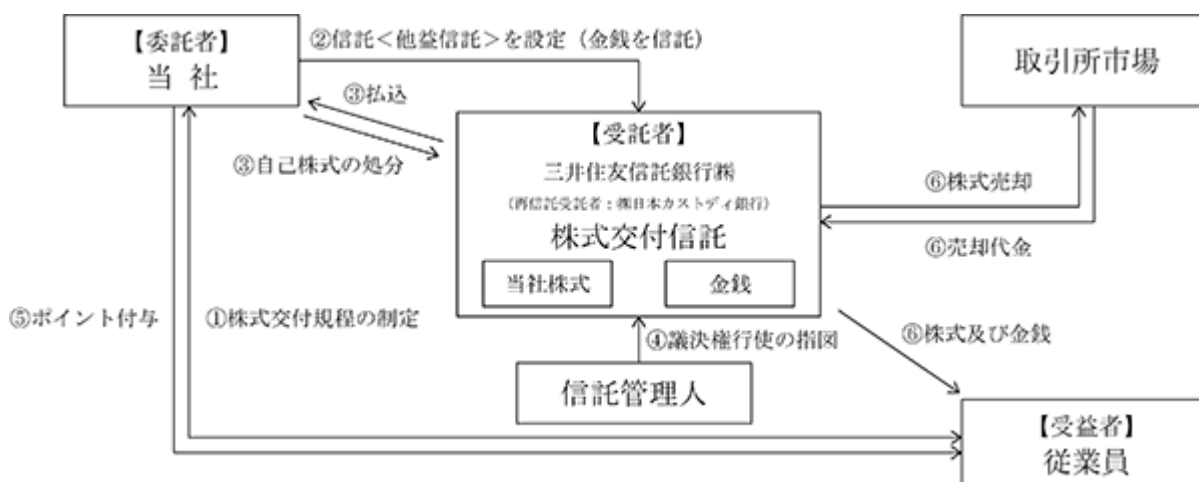 【委託者】
当 社
②信託<他益信託>を設定（金銭を信託）
③払込
③自己株式の処分
取引所市場
【受託者】
三井住友信託銀行㈱
（再信託受託者：㈱日本カストディ銀行）
株式交付信託
当社株式
金銭
⑥株式売却
⑥売却代金
⑤ポイント付与
①株式交付規程の制定
④議決権行使の指図
⑥株式及び金銭
信託管理人
【受益者】
従業員